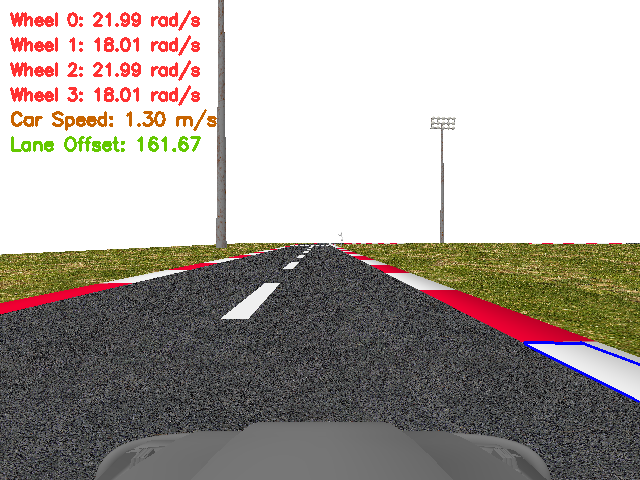 Wheel 0: 21.99 rad/s
Wheel 1: 18.01 rad/s
Wheel 2: 21.99 rad/s
Wheel 3: 18.01 rad/s
Car Speed: 1.30 m/s
Lane Offset: 161.67